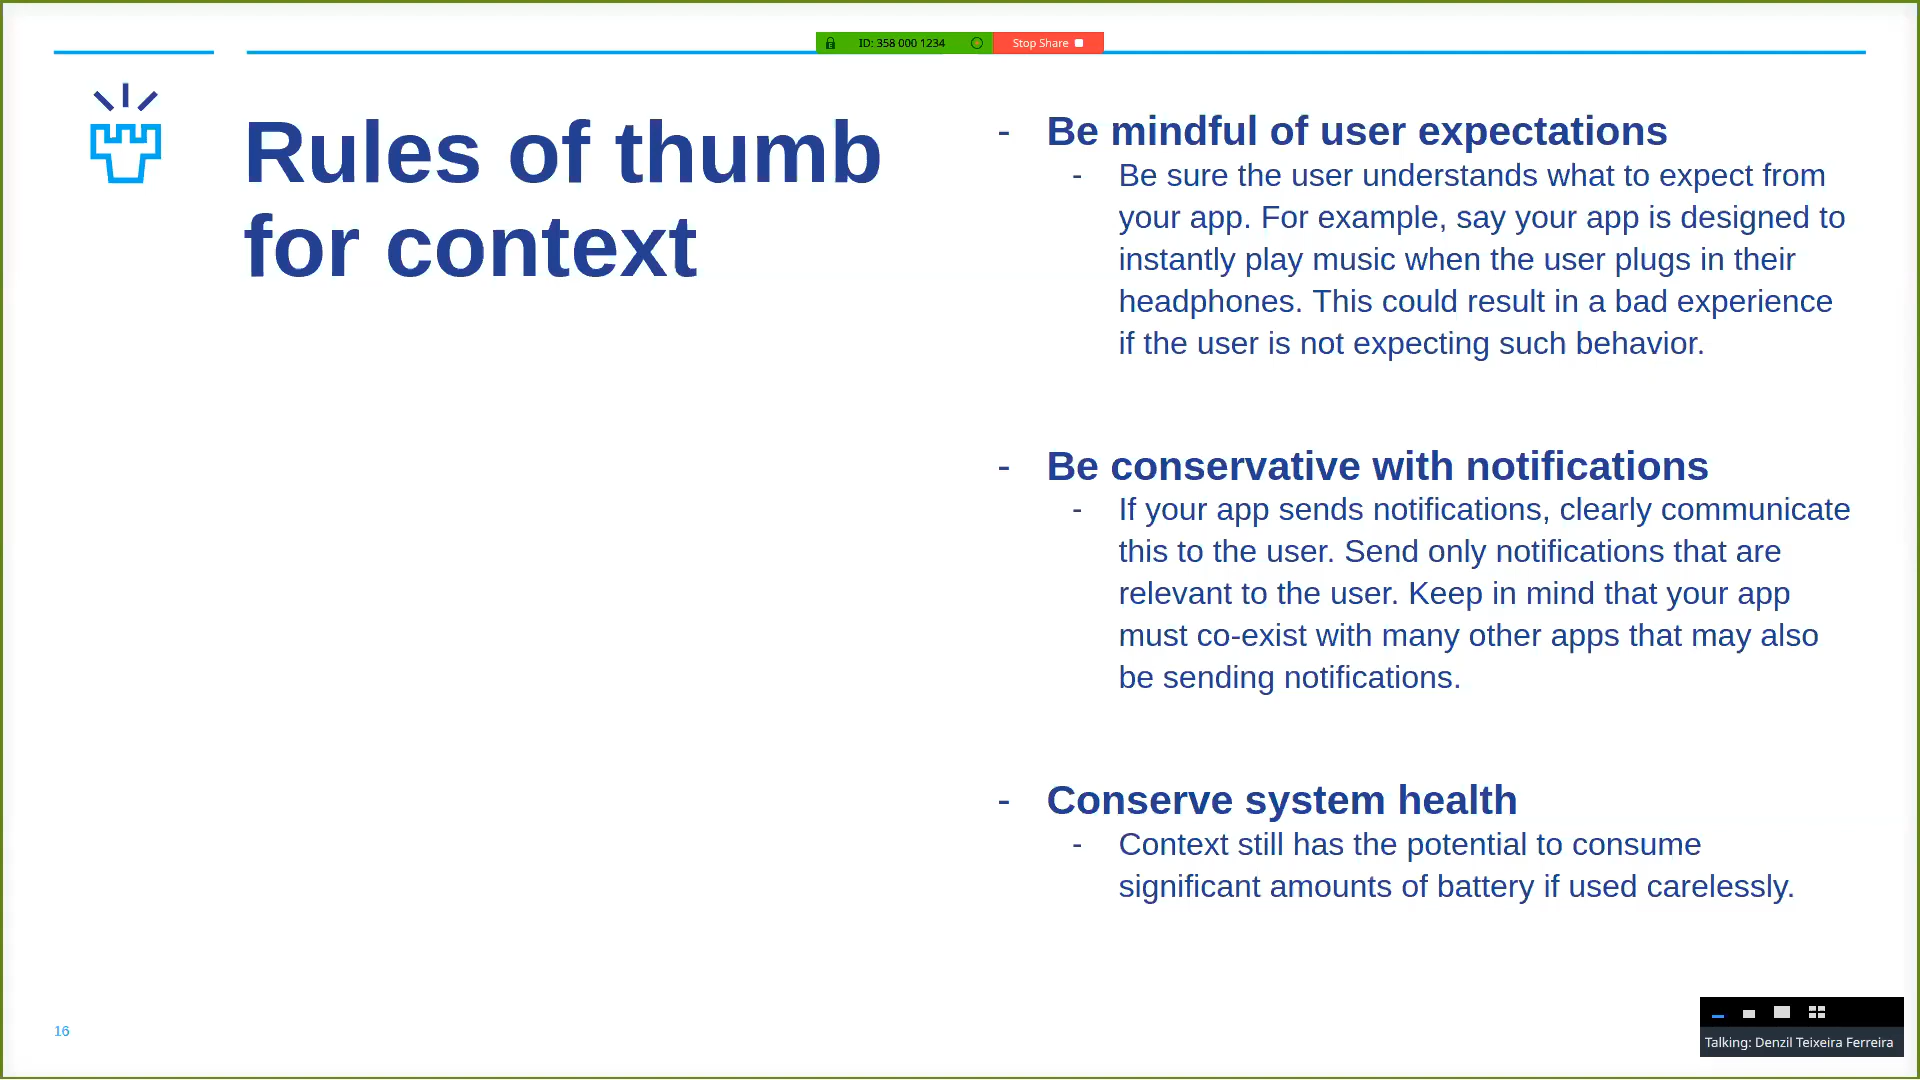 ID: 358 000 1234
Stop Share
Rules of thumb
for context
- Be mindful of user expectations
- Be sure the user understands what to expect from
your app. For example, say your app is designed to
instantly play music when the user plugs in their
headphones. This could result in a bad experience
if the user is not expecting such behavior.
- Be conservative with notifications
- If your app sends notifications, clearly communicate
this to the user. Send only notifications that are
relevant to the user. Keep in mind that your app
must co-exist with many other apps that may also
be sending notifications.
- Conserve system health
- Context still has the potential to consume
significant amounts of battery if used carelessly.
16
Talking: Denzil Teixeira Ferreira